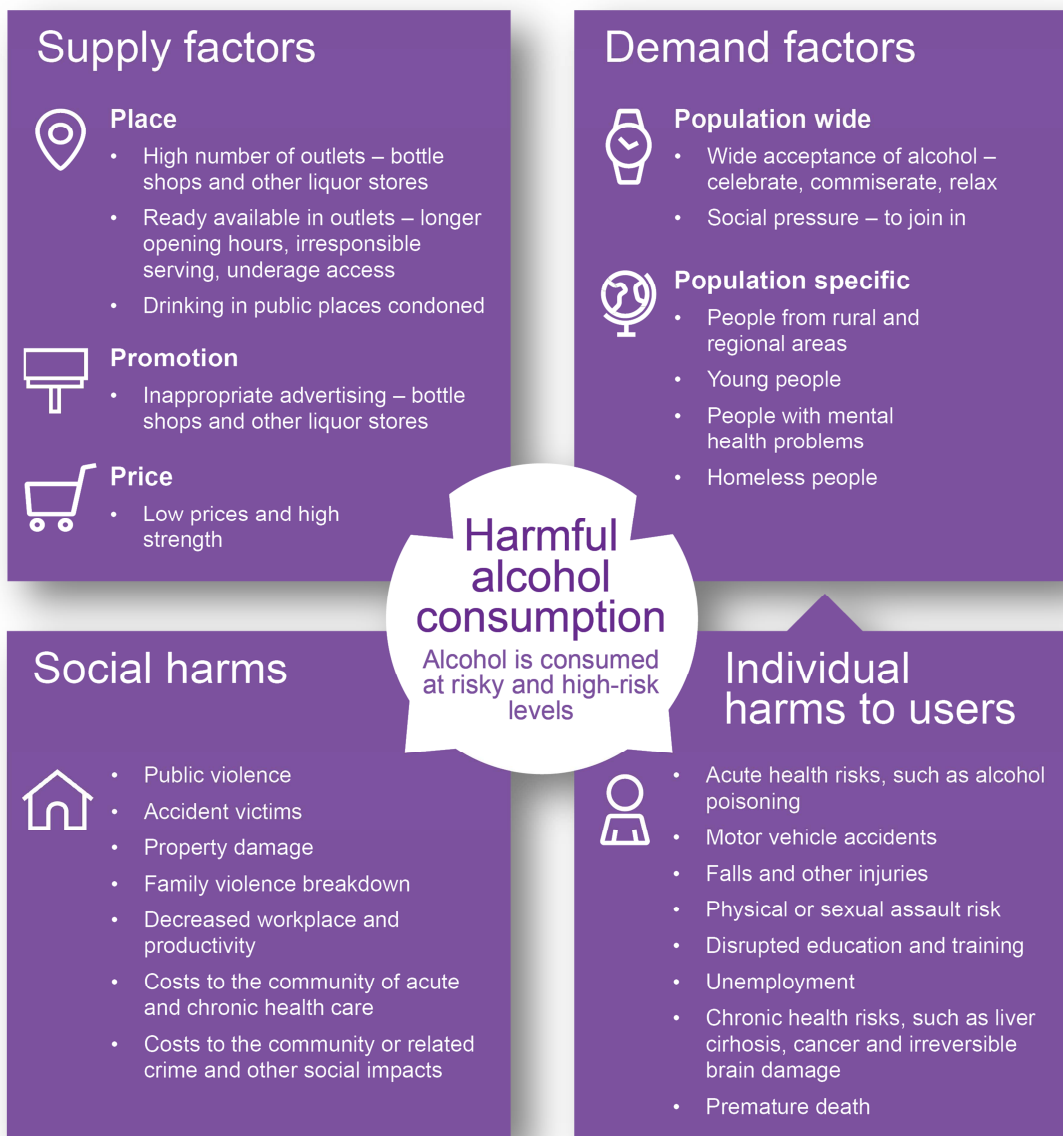 Supply factors
Place
• High number of outlets – bottle
shops and other liquor stores
• Ready available in outlets – longer
opening hours, irresponsible
serving, underage access
• Drinking in public places condoned
Promotion
• Inappropriate advertising – bottle
shops and other liquor stores
Price
• Low prices and high
strength
Demand factors
Population wide
• Wide acceptance of alcohol –
celebrate, commiserate, relax
• Social pressure – to join in
Population specific
• People from rural and
regional areas
• Young people
• People with mental
health problems
• Homeless people
Harmful
alcohol
consumption
Alcohol is consumed
at risky and high-risk
levels
Social harms
• Public violence
• Accident victims
• Property damage
• Family violence breakdown
• Decreased workplace and
productivity
• Costs to the community of acute
and chronic health care
• Costs to the community or related
crime and other social impacts
Individual
harms to users
• Acute health risks, such as alcohol
poisoning
• Motor vehicle accidents
• Falls and other injuries
• Physical or sexual assault risk
• Disrupted education and training
• Unemployment
• Chronic health risks, such as liver
cirhosis, cancer and irreversible
brain damage
• Premature death